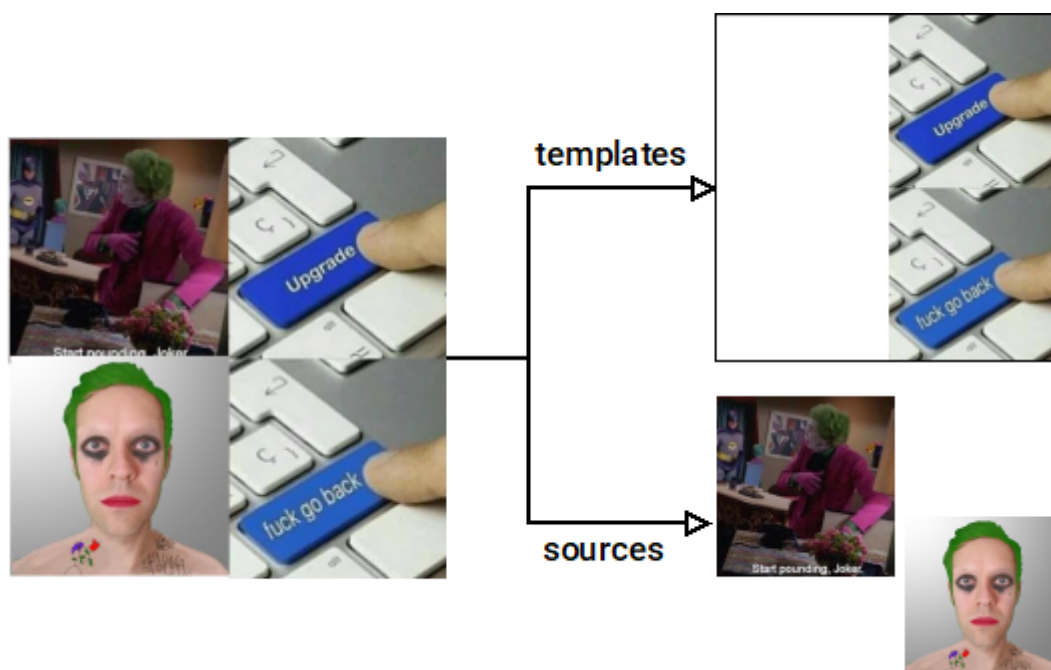 templates
Upgrade
fuck go back
Start pounding, Joker.
Upgrade
fuck go back
sources
Start pounding, Joker.